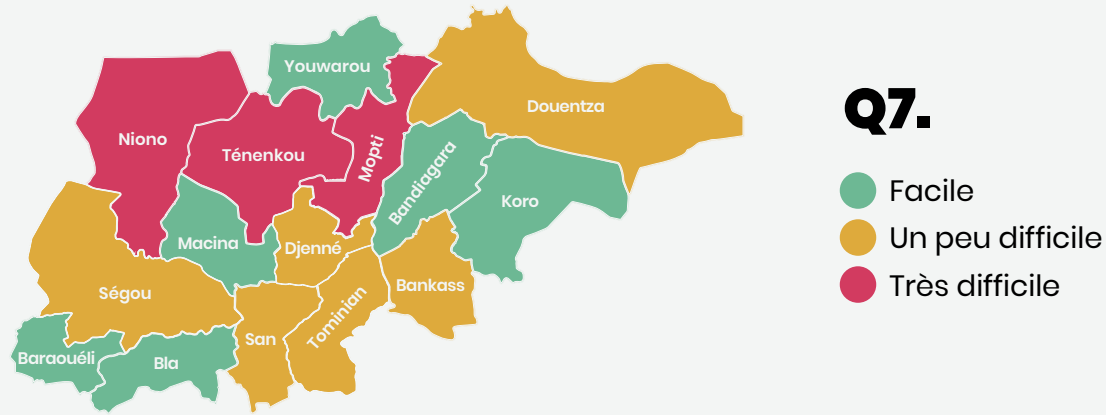 Youwarou
Douentza
Niono
Ténenkou
Mopti
Bandiagara
Koro
Macina
Djenné
Ségou
Bankass
Tominian
San
Baraouéli
Bla
Q7.
Facile
Un peu difficile
Très difficile